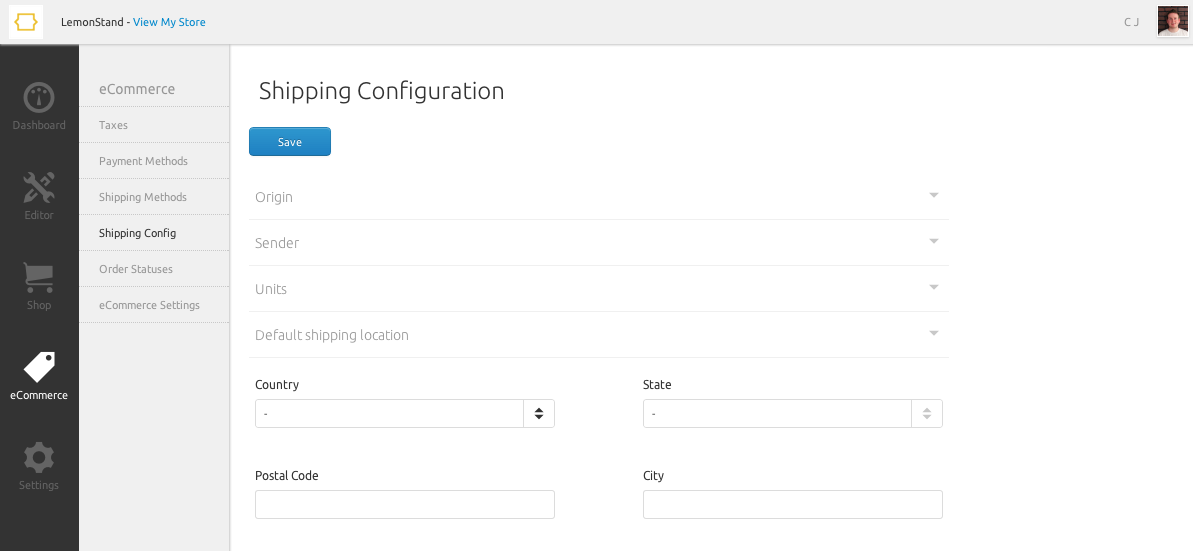 LemonStand - View My Store
C J
Dashboard
Editor
Shop
eCommerce
Settings
eCommerce
Taxes
Payment Methods
Shipping Methods
Shipping Config
Order Statuses
eCommerce Settings
Shipping Configuration
Save
Origin
Sender
Units
Default shipping location
Country
State
-
-
Postal Code
City